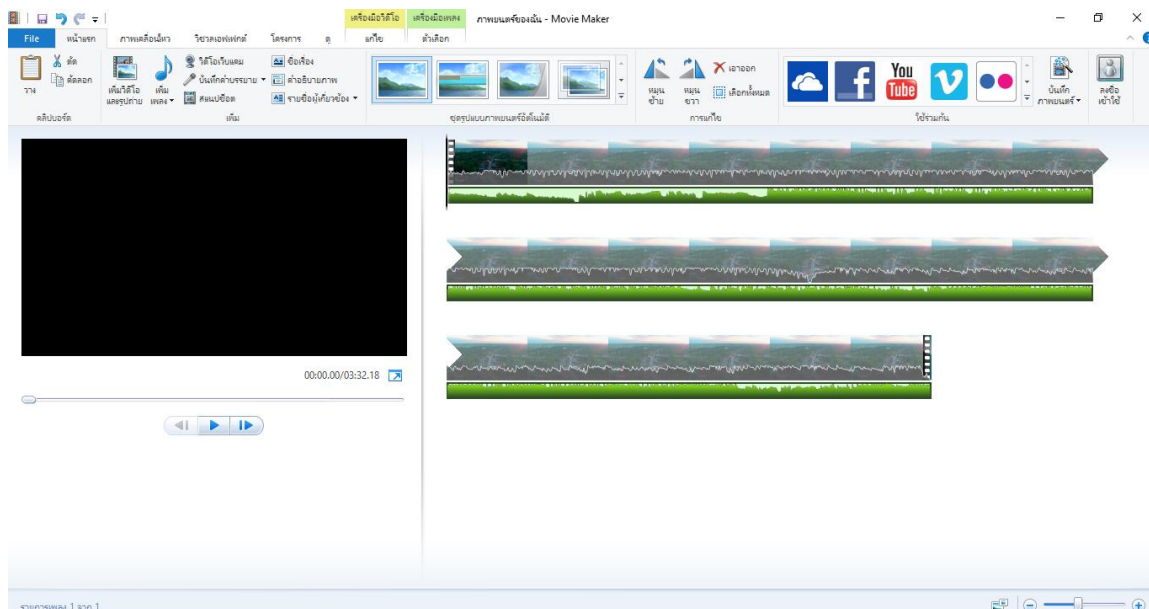 เครื่องมือวิดีโอ เครื่องมือเพลง ภาพยนตร์ของฉัน - Movie Maker
File หน้าแรก ภาพเคลื่อนไหว วิชวลเอฟเฟกต์ โครงการ ดู แก้ไข ตัวเลือก
วาง
ตัด
คัดลอก
คลิปบอร์ด
เพิ่มวิดีโอ
และรูปถ่าย
เพิ่ม
เพลง
วิดีโอเว็บแคม
บันทึกคำบรรยาย
สแนปช็อต
ชื่อเรื่อง
คำอธิบายภาพ
รายชื่อผู้เกี่ยวข้อง
เพิ่ม
ชุดรูปแบบภาพยนตร์อัตโนมัติ
หมุน
ซ้าย
หมุน
ขวา
เอาออก
เลือกทั้งหมด
การแก้ไข
You
Tube
ใช้ร่วมกัน
บันทึก
ภาพยนตร์
ลงชื่อ
เข้าใช้
00:00.00/03:32.18
รายการเพลง 1 จาก 1